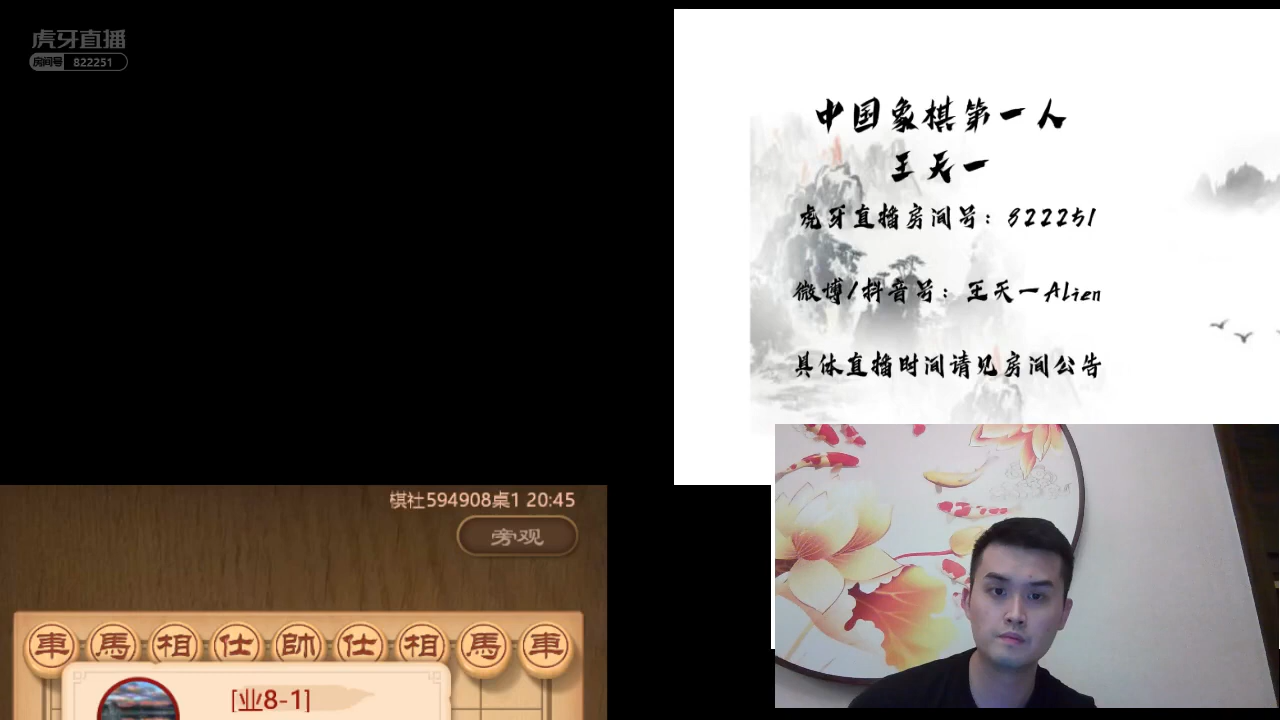 虎牙直播
房间号 822251
中国象棋第一人
王天一
虎牙直播房间号：822251
微博/抖音号：王天一Alien
具体直播时间请见房间公告
棋社594908桌1 20:45
旁观
車馬相仕帥仕相馬車
[业8-1]